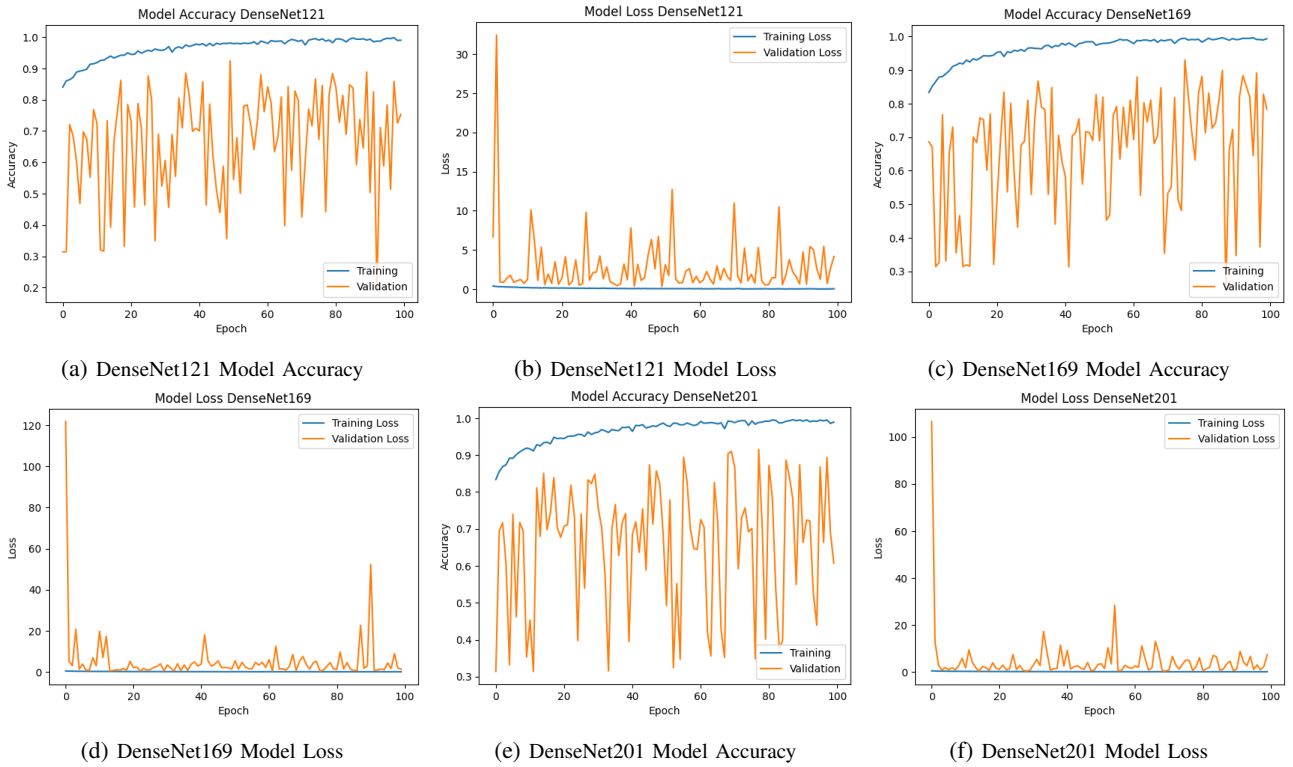 Model Accuracy DenseNet121
1.0
0.9
0.8
0.7
0.6
0.5
0.4
0.3
0.2
Accuracy
0
20
40
60
80
100
Epoch
Training
Validation
(a) DenseNet121 Model Accuracy
Model Loss DenseNet121
30
25
20
15
10
5
0
Loss
0
20
40
60
80
100
Epoch
Training Loss
Validation Loss
(b) DenseNet121 Model Loss
Model Accuracy DenseNet169
1.0
0.9
0.8
0.7
0.6
0.5
0.4
0.3
Accuracy
0
20
40
60
80
100
Epoch
Training
Validation
(c) DenseNet169 Model Accuracy
Model Loss DenseNet169
120
100
80
60
40
20
0
Loss
0
20
40
60
80
100
Epoch
Training Loss
Validation Loss
(d) DenseNet169 Model Loss
Model Accuracy DenseNet201
1.0
0.9
0.8
0.7
0.6
0.5
0.4
0.3
Accuracy
0
20
40
60
80
100
Epoch
Training
Validation
(e) DenseNet201 Model Accuracy
Model Loss DenseNet201
100
80
60
40
20
0
Loss
0
20
40
60
80
100
Epoch
Training Loss
Validation Loss
(f) DenseNet201 Model Loss